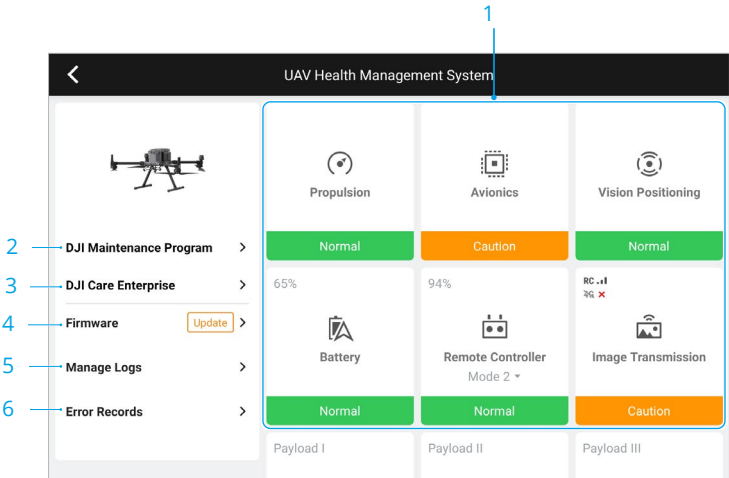 1
UAV Health Management System
Propulsion
Avionics
Vision Positioning
2
DJI Maintenance Program
Normal
Caution
Normal
3
DJI Care Enterprise
65%
94%
RC
4G
4
Firmware
Update
Battery
Remote Controller
Mode 2
Image Transmission
5
Manage Logs
6
Error Records
Normal
Normal
Caution
Payload I
Payload II
Payload III